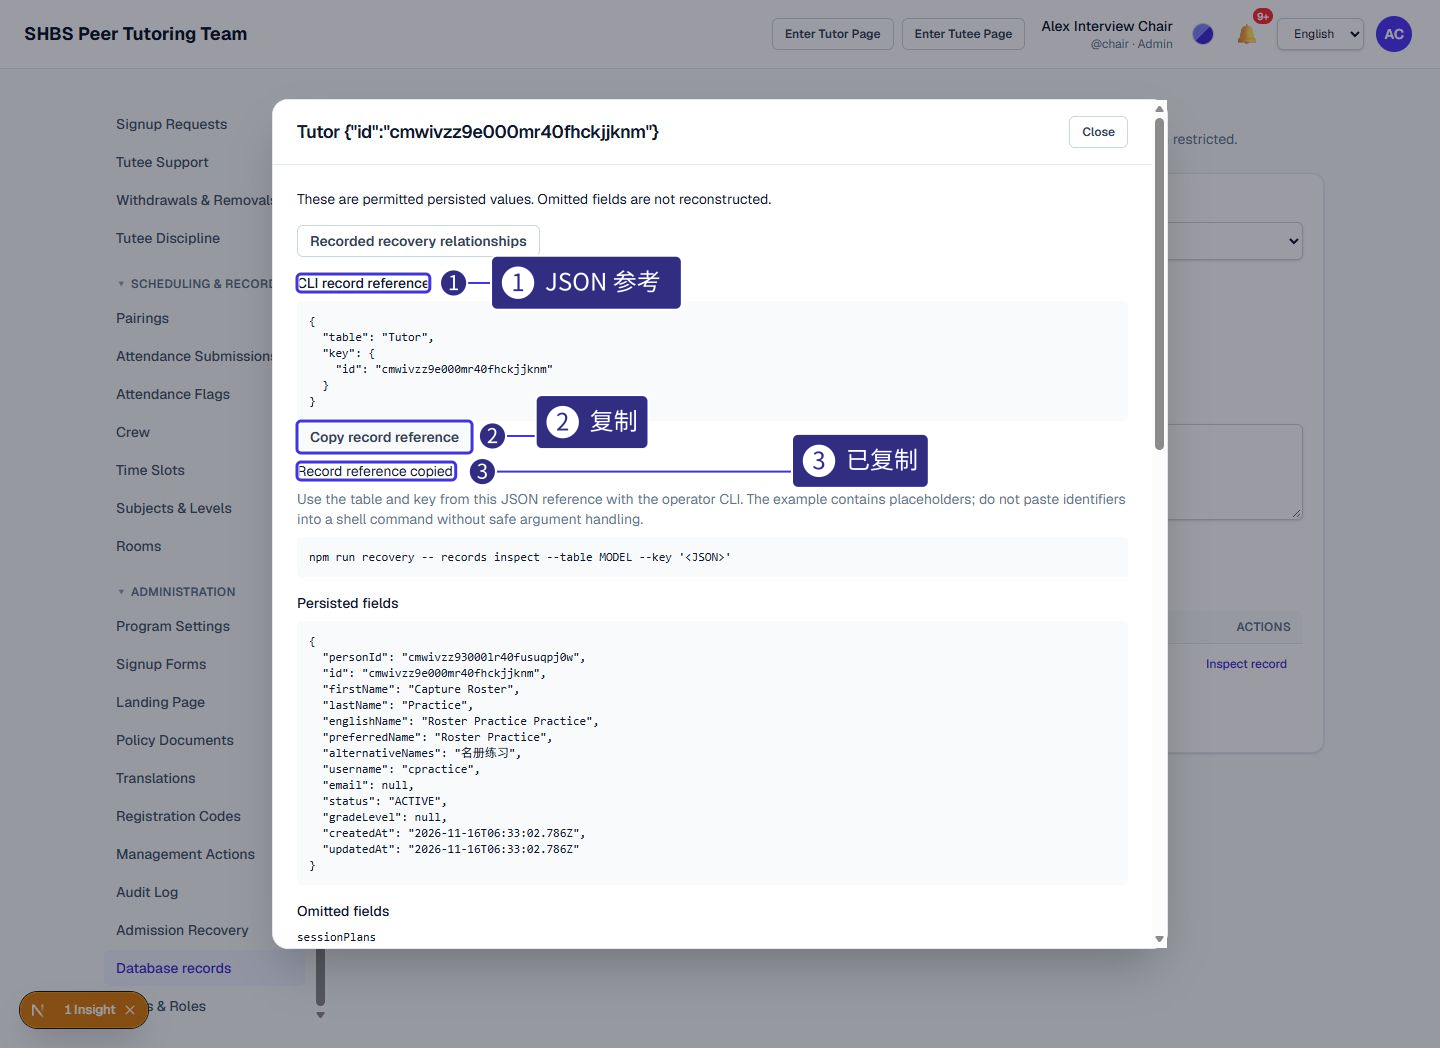 SHBS Peer Tutoring Team
Enter Tutor Page
Enter Tutee Page
Alex Interview Chair
@chair · Admin
9+
English
AC
Signup Requests
Tutee Support
Withdrawals & Removals
Tutee Discipline
SCHEDULING & RECORD
Pairings
Attendance Submissions
Attendance Flags
Crew
Time Slots
Subjects & Levels
Rooms
ADMINISTRATION
Program Settings
Signup Forms
Landing Page
Policy Documents
Translations
Registration Codes
Management Actions
Audit Log
Admission Recovery
Database records
s & Roles
N 1 Insight ×
restricted.
ACTIONS
Inspect record
Tutor {"id":"cmwivzz9e000mr40fhckjjknm"}
Close
These are permitted persisted values. Omitted fields are not reconstructed.
Recorded recovery relationships
CLI record reference
1
1 JSON 参考
{
"table": "Tutor",
"key": {
"id": "cmwivzz9e000mr40fhckjjknm"
}
}
Copy record reference
2
2 复制
Record reference copied
3
3 已复制
Use the table and key from this JSON reference with the operator CLI. The example contains placeholders; do not paste identifiers
into a shell command without safe argument handling.
npm run recovery -- records inspect --table MODEL --key '<JSON>'
Persisted fields
{
"personId": "cmwivzz93000lr40fusuqpj0w",
"id": "cmwivzz9e000mr40fhckjjknm",
"firstName": "Capture Roster",
"lastName": "Practice",
"englishName": "Roster Practice Practice",
"preferredName": "Roster Practice",
"alternativeNames": "名册练习",
"username": "cpractice",
"email": null,
"status": "ACTIVE",
"gradeLevel": null,
"createdAt": "2026-11-16T06:33:02.786Z",
"updatedAt": "2026-11-16T06:33:02.786Z"
}
Omitted fields
sessionPlans